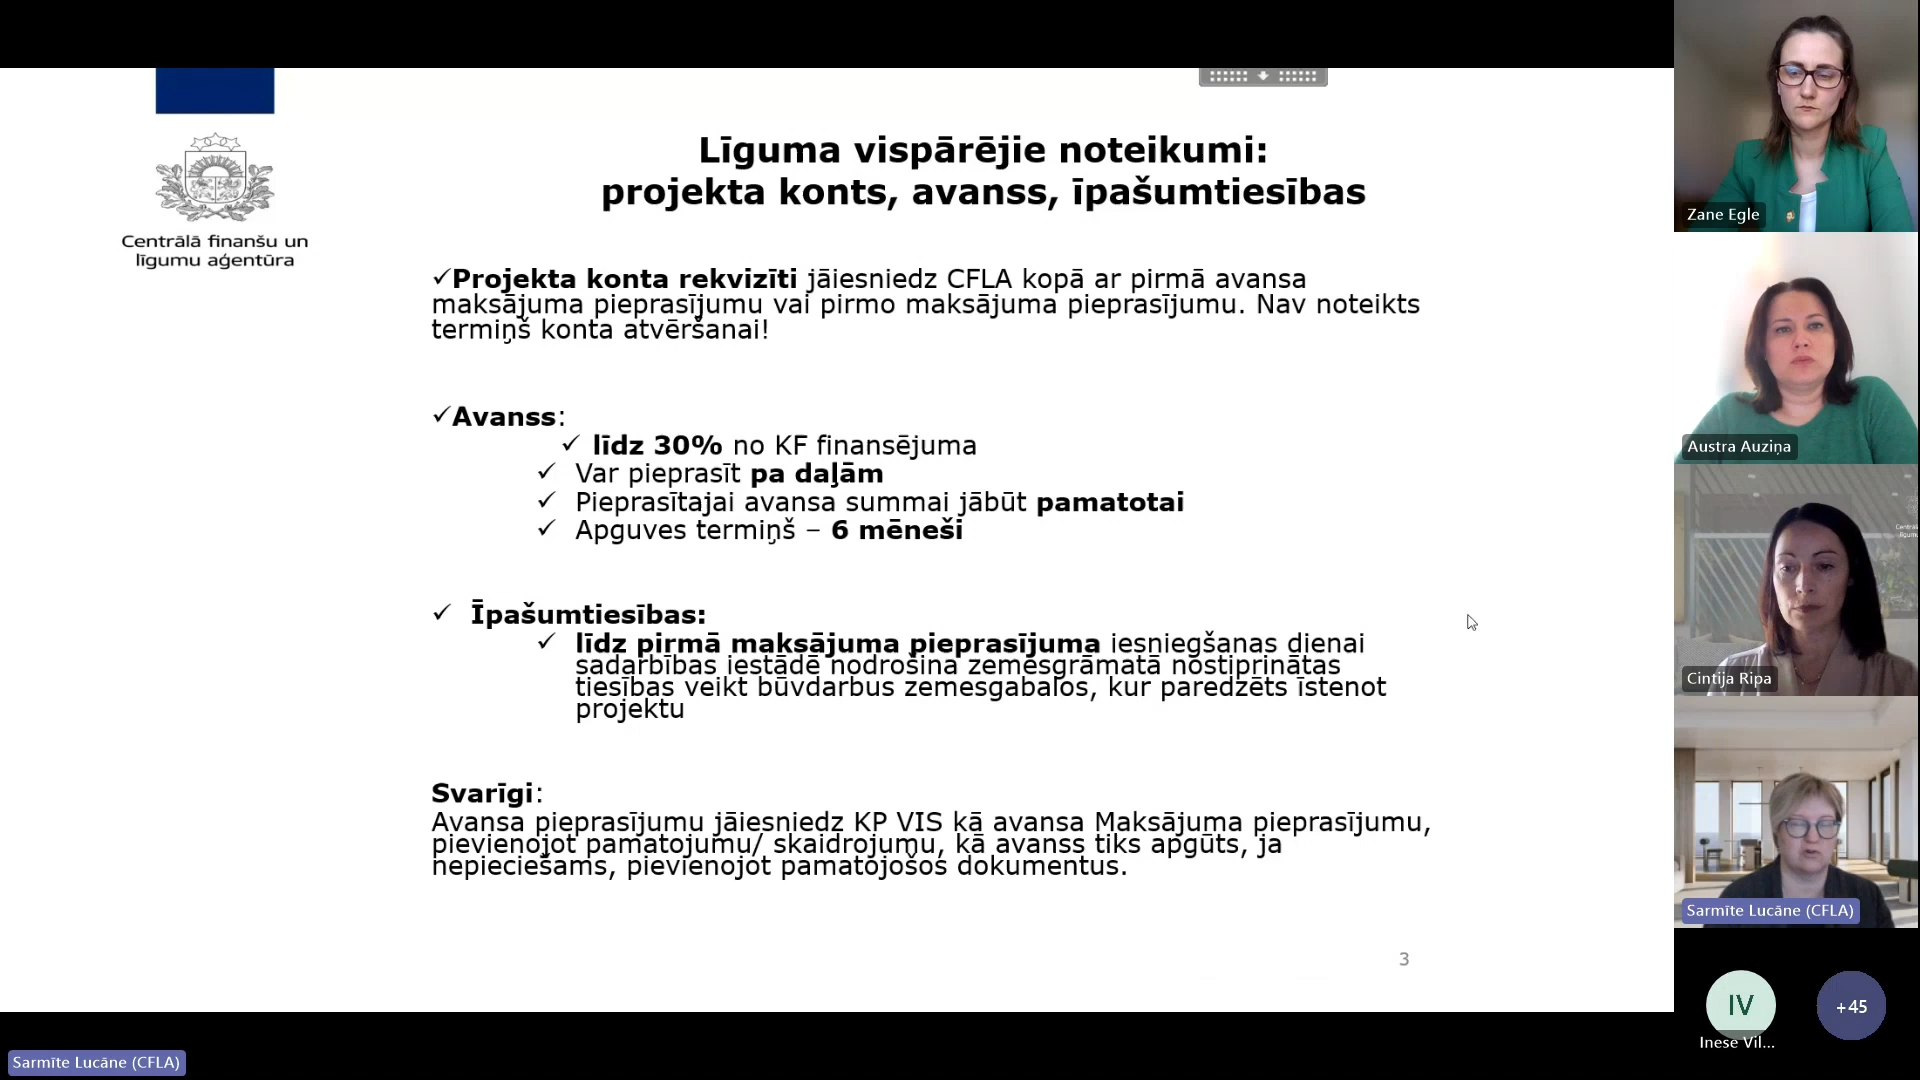 Centrālā finanšu un
līgumu aģentūra
Līguma vispārējie noteikumi:
projekta konts, avanss, īpašumtiesības
✓Projekta konta rekvizīti jāiesniedz CFLA kopā ar pirmā avansa
maksājuma pieprasījumu vai pirmo maksājuma pieprasījumu. Nav noteikts
termiņš konta atvēršanai!
✓Avanss:
✓ līdz 30% no KF finansējuma
✓ Var pieprasīt pa daļām
✓ Pieprasītajai avansa summai jābūt pamatotai
✓ Apguves termiņš – 6 mēneši
✓ Īpašumtiesības:
✓ līdz pirmā maksājuma pieprasījuma iesniegšanas dienai
sadarbības iestādē nodrošina zemesgrāmatā nostiprinātas
tiesības veikt būvdarbus zemesgabalos, kur paredzēts īstenot
projektu
Svarīgi:
Avansa pieprasījumu jāiesniedz KP VIS kā avansa Maksājuma pieprasījumu,
pievienojot pamatojumu/ skaidrojumu, kā avanss tiks apgūts, ja
nepieciešams, pievienojot pamatojošos dokumentus.
3
Zane Egle
Austra Auziņa
Cintija Ripa
Sarmīte Lucāne (CFLA)
IV
+45
Inese Vil...
Sarmīte Lucāne (CFLA)